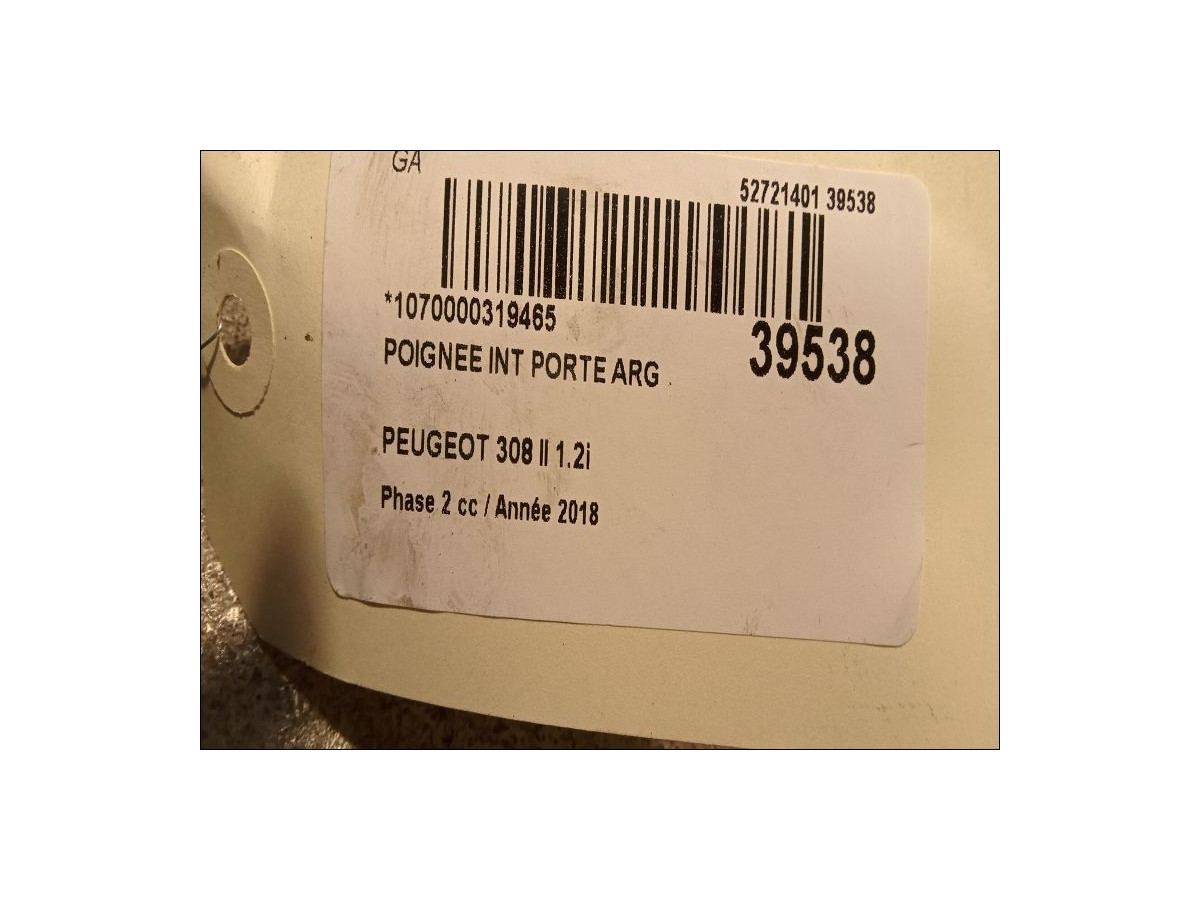 GA
52721401 39538
*1070000319465
39538
POIGNEE INT PORTE ARG
PEUGEOT 308 II 1.2i
Phase 2 cc / Année 2018